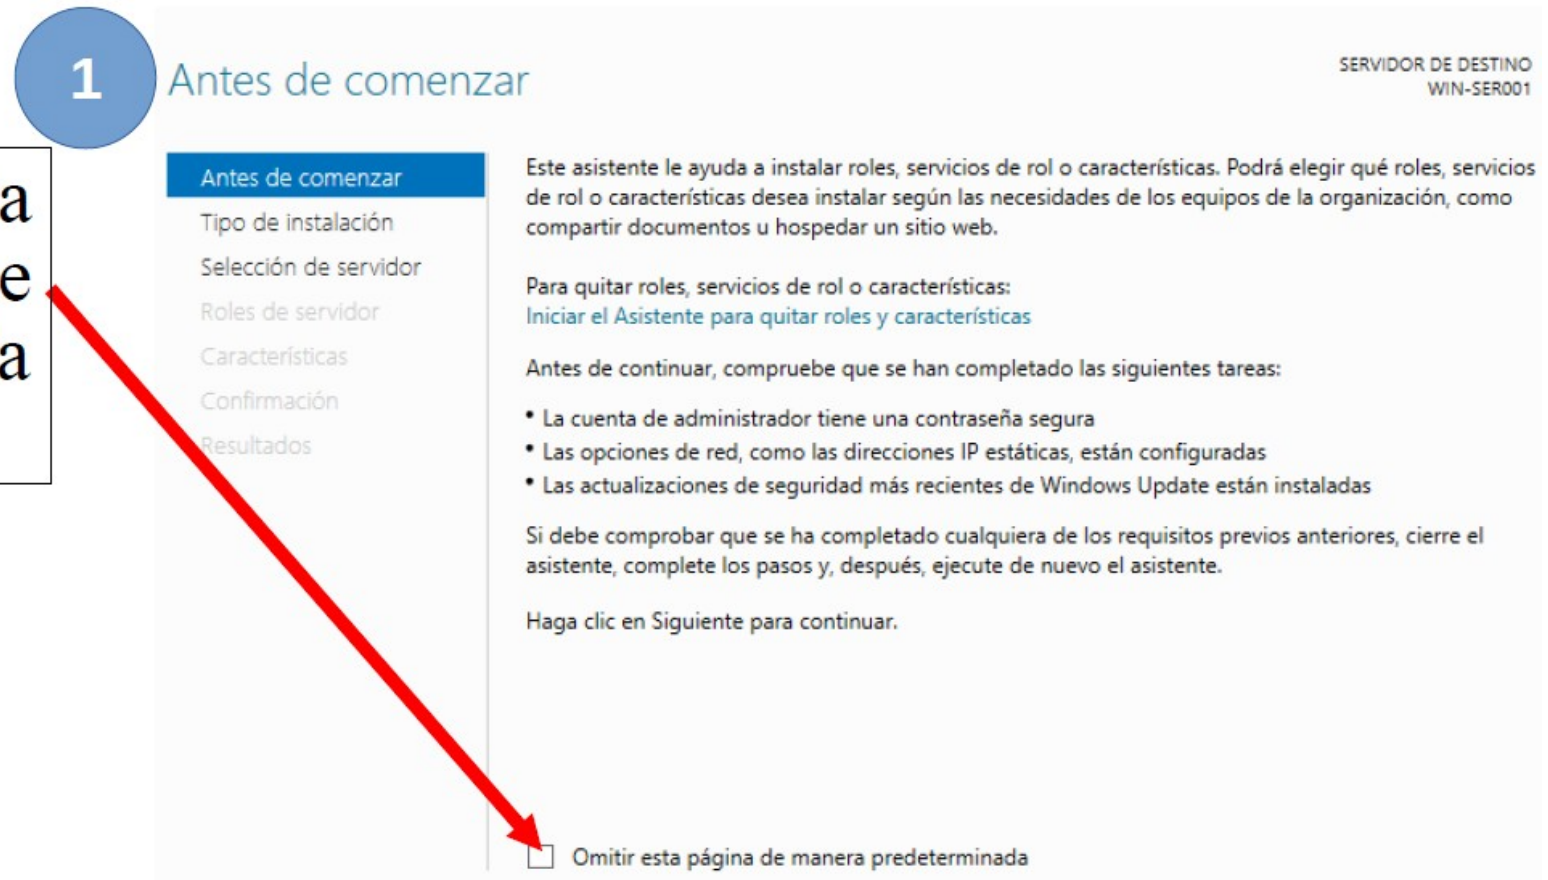 1
Antes de comenzar
SERVIDOR DE DESTINO
WIN-SER001
a
e
a
Antes de comenzar
Tipo de instalación
Selección de servidor
Roles de servidor
Características
Confirmación
Resultados
Este asistente le ayuda a instalar roles, servicios de rol o características. Podrá elegir qué roles, servicios
de rol o características desea instalar según las necesidades de los equipos de la organización, como
compartir documentos u hospedar un sitio web.
Para quitar roles, servicios de rol o características:
Iniciar el Asistente para quitar roles y características
Antes de continuar, compruebe que se han completado las siguientes tareas:
• La cuenta de administrador tiene una contraseña segura
• Las opciones de red, como las direcciones IP estáticas, están configuradas
• Las actualizaciones de seguridad más recientes de Windows Update están instaladas
Si debe comprobar que se ha completado cualquiera de los requisitos previos anteriores, cierre el
asistente, complete los pasos y, después, ejecute de nuevo el asistente.
Haga clic en Siguiente para continuar.
Omitir esta página de manera predeterminada